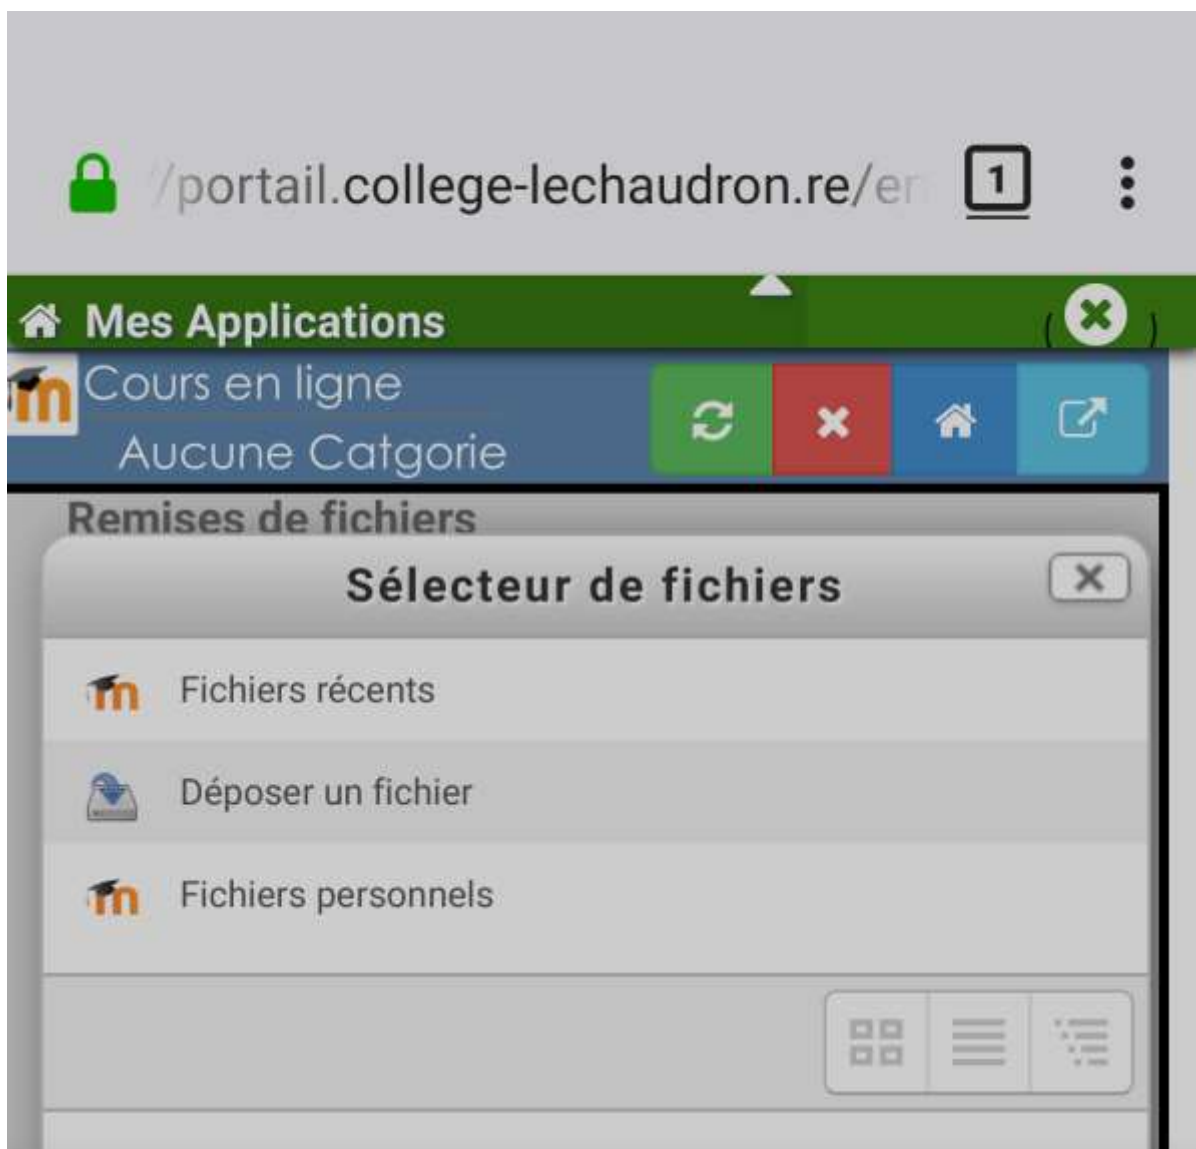 //portail.college-lechaudron.re/en 1
Mes Applications
( )
Cours en ligne
Aucune Catgorie
Remises de fichiers
Sélecteur de fichiers
Fichiers récents
Déposer un fichier
Fichiers personnels